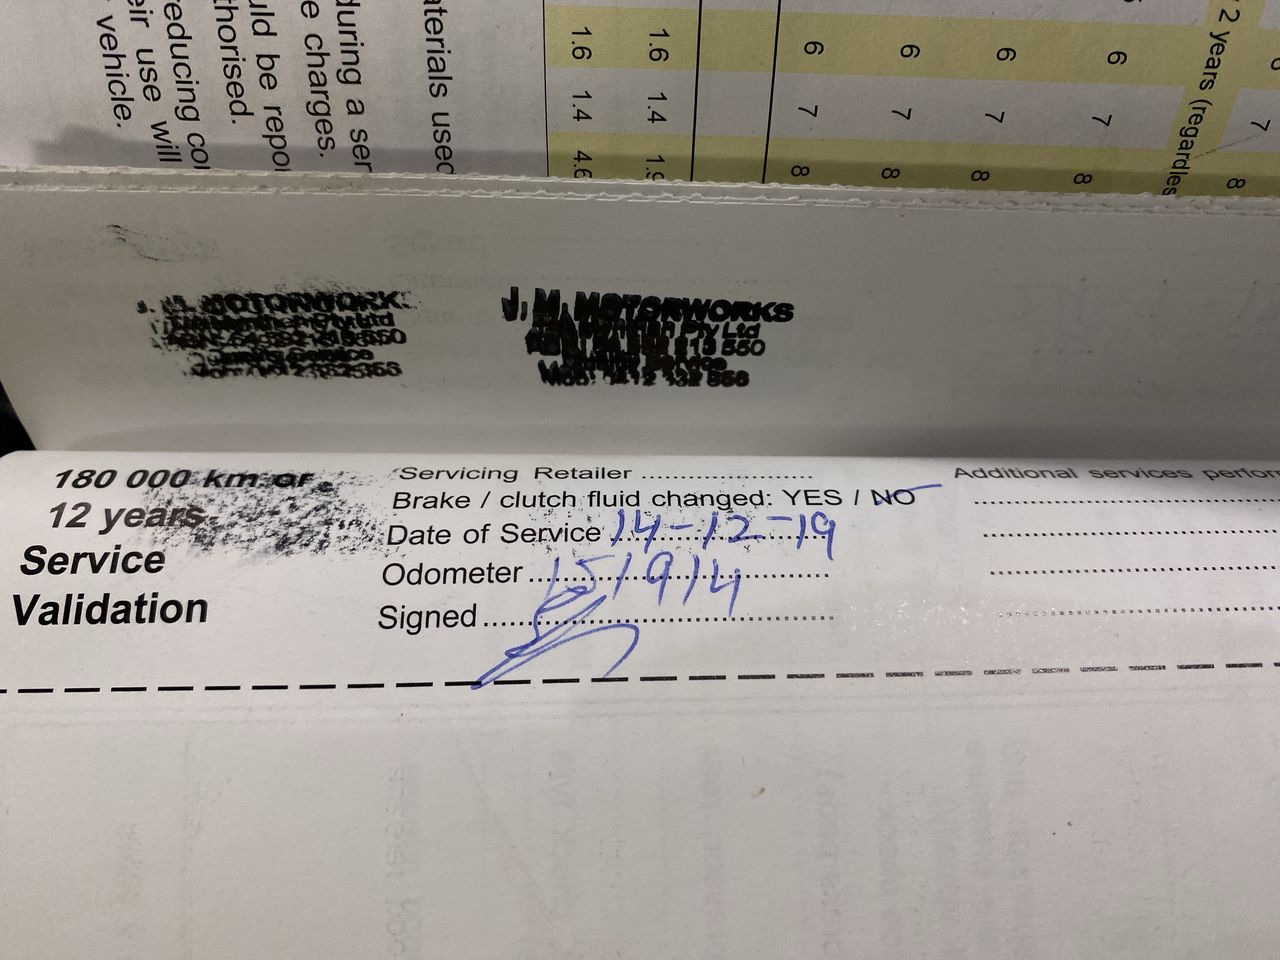 aterials used
during a ser
e charges.
uld be repo
thorised.
reducing co
eir use will
vehicle.
1.6 1.4 4.6
1.6 1.4
6 7 8
6 7 8
6 7 8
6 7 8
2 years (regardles
7 8
J. M. MOTORWORKS
MOTORWORKS
Pty Ltd
180 000 km or
12 years
Service
Validation
Servicing Retailer
Brake / clutch fluid changed: YES / NO
Date of Service 14-12-19
Odometer 151914
Signed
Additional services perfor